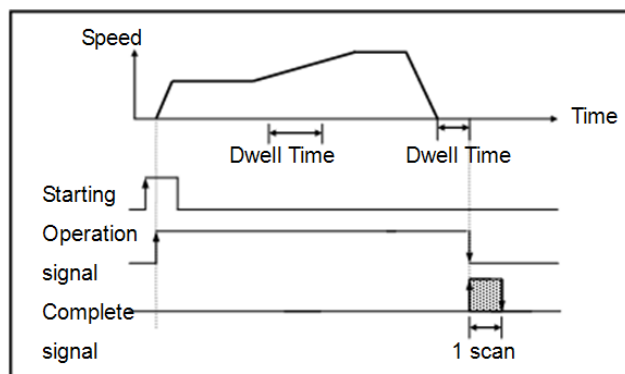 Speed
Time
Dwell Time
Dwell Time
Starting
Operation
signal
Complete
signal
1 scan